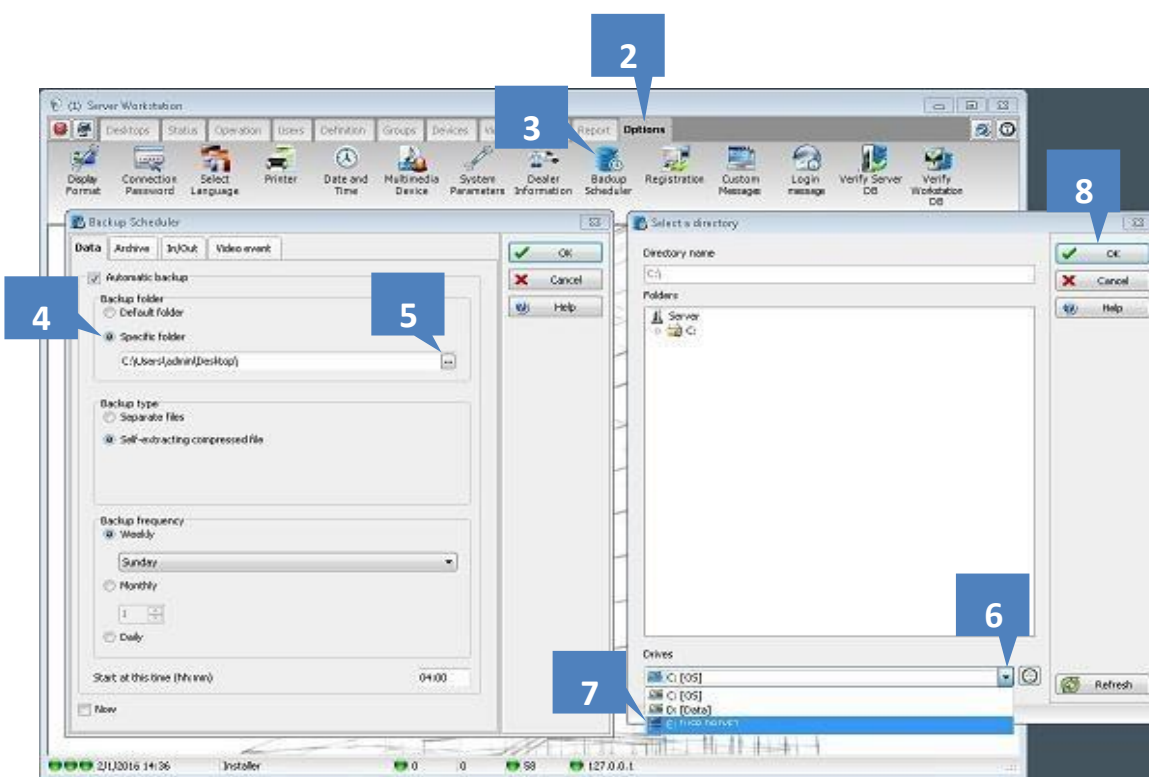 2
(1) Server Workstation
3
Desktops Status Operation Users Definition Groups Devices Report Options
Display Format Connection Password Select Language Printer Date and Time Multimedia Device System Parameters Dealer Information Backup Scheduler Registration Custom Messages Login message Verify Server DB Verify Workstation DB
8
Backup Scheduler
Data Archive In/Out Video event
OK
Cancel
Help
Automatic backup
4
Backup folder
Default folder
5
Specific folder
C:\Users\admin\Desktop\
...
Backup type
Separate files
Self-extracting compressed file
Backup frequency
Weekly
Sunday
Monthly
1
Daily
Start at this time (hh:mm) 04:00
Now
Select a directory
Directory name
C:\
Folders
Server
C:
OK
Cancel
Help
6
Drives
C: [OS]
7
C: [OS]
D: [Data]
Refresh
2/1/2016 14:36 Installer 0 0 58 127.0.0.1